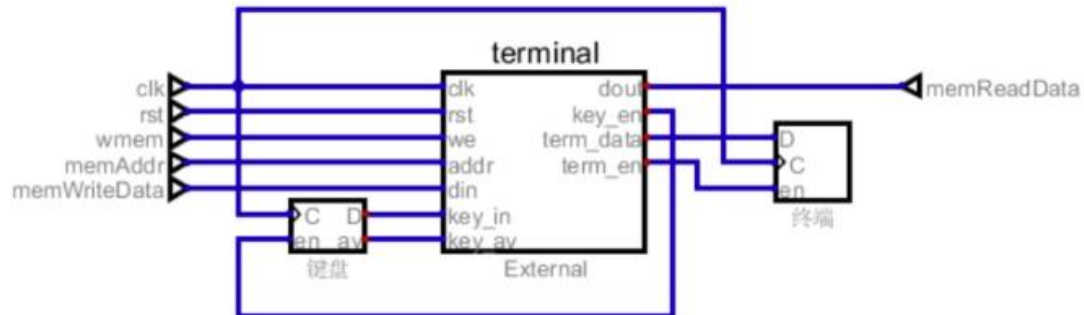 terminal
clk clk dout memReadData
rst rst key_en
wmem we term_data D
memAddr addr term_en C
memWriteData din en
C D key_in 终端
en av key_av
键盘 External